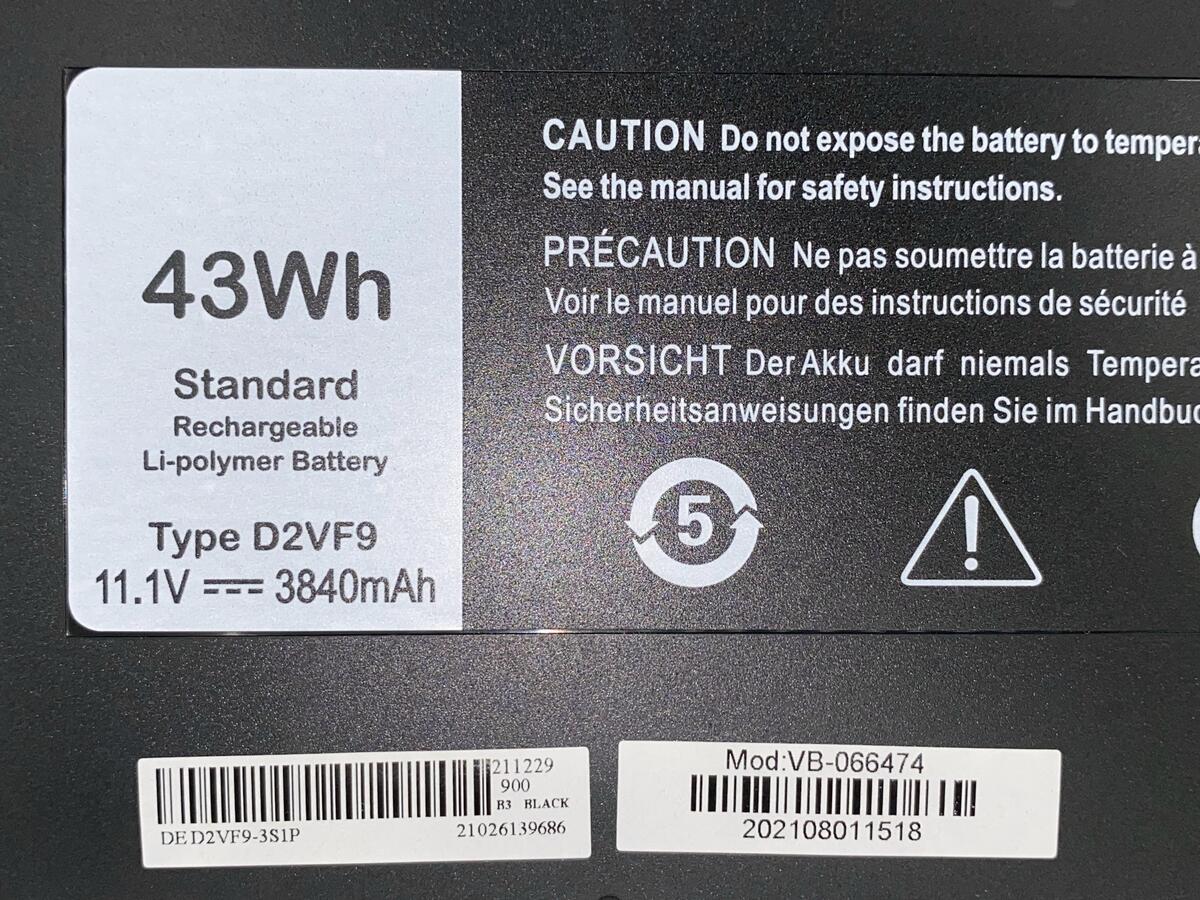 43Wh
Standard
Rechargeable
Li-polymer Battery
Type D2VF9
11.1V 3840mAh
CAUTION Do not expose the battery to
See the manual for safety instructions.
PRÉCAUTION Ne pas soumettre la batterie à
Voir le manuel pour des instructions de sécurité
VORSICHT Der Akku darf niemals
Sicherheitsanweisungen finden Sie im
5
!
211229
900
B3 BLACK
DE D2VF9-3S1P 21026139686
Mod:VB-066474
202108011518